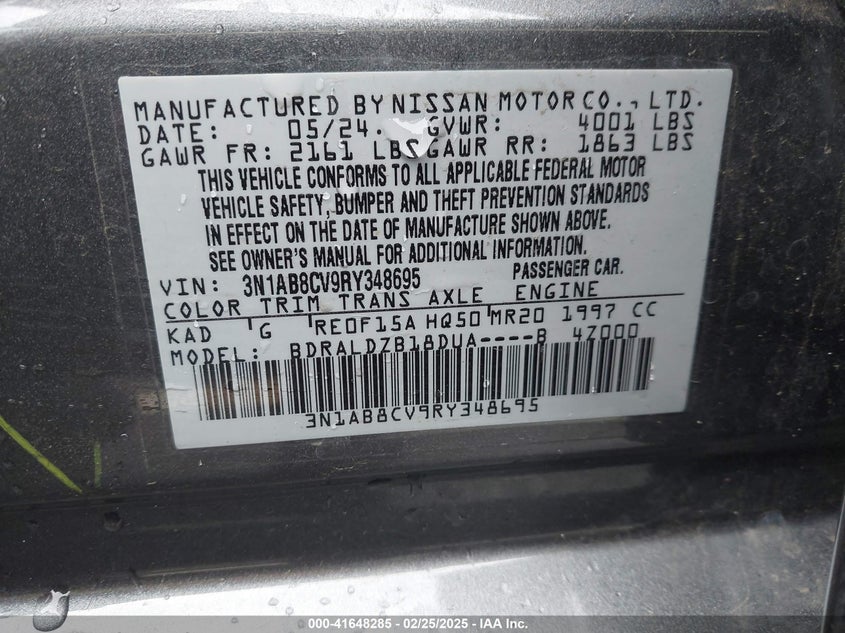 MANUFACTURED BY NISSAN MOTOR CO., LTD.
DATE: 05/24. GVWR: 4001 LBS
GAWR FR: 2161 LBS GAWR RR: 1863 LBS
THIS VEHICLE CONFORMS TO ALL APPLICABLE FEDERAL MOTOR
VEHICLE SAFETY, BUMPER AND THEFT PREVENTION STANDARDS
IN EFFECT ON THE DATE OF MANUFACTURE SHOWN ABOVE.
SEE OWNER'S MANUAL FOR ADDITIONAL INFORMATION.
VIN: 3N1AB8CV9RY348695 PASSENGER CAR.
COLOR TRIM TRANS AXLE ENGINE
KAD G RE0F15A HQ50 MR20 1997 CC
MODEL: BDRALDZB18DUA----B 4Z000
3N1AB8CV9RY348695
000-41648285 - 02/25/2025 - IAA Inc.